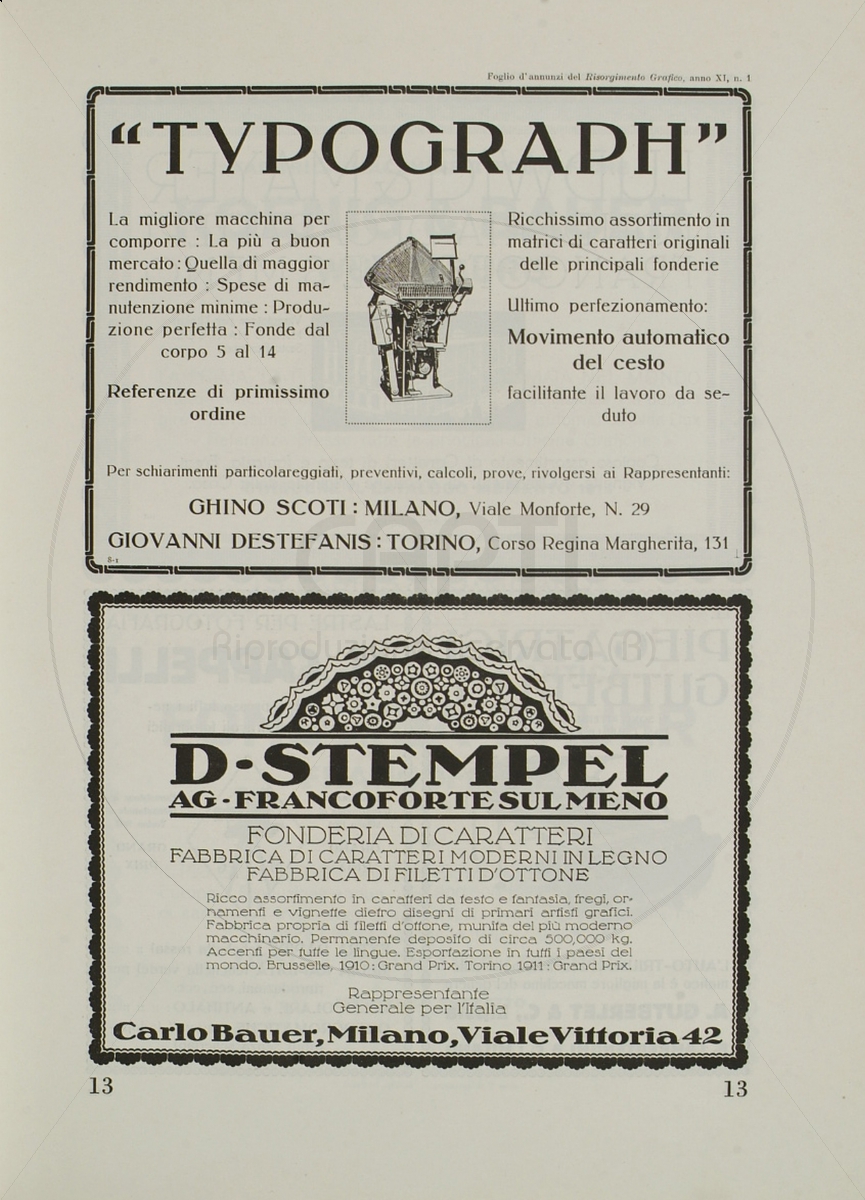 Foglio d'annunzi del Risorgimento Grafico, anno XI, n. 1
“TYPOGRAPH”
La migliore macchina per
comporre : La più a buon
mercato : Quella di maggior
rendimento : Spese di ma-
nutenzione minime : Produ-
zione perfetta : Fonde dal
corpo 5 al 14
Referenze di primissimo
ordine
Ricchissimo assortimento in
matrici di caratteri originali
delle principali fonderie
Ultimo perfezionamento:
Movimento automatico
del cesto
facilitante il lavoro da se-
duto
Per schiarimenti particolareggiati, preventivi, calcoli, prove, rivolgersi ai Rappresentanti:
GHINO SCOTI : MILANO, Viale Monforte, N. 29
GIOVANNI DESTEFANIS : TORINO, Corso Regina Margherita, 131
8-1
Riproduzione riservata (R)
D·STEMPEL
AG·FRANCOFORTE SUL MENO
FONDERIA DI CARATTERI
FABBRICA DI CARATTERI MODERNI IN LEGNO
FABBRICA DI FILETTI D'OTTONE
Ricco assortimento in caratteri da testo e fantasia, fregi, or-
namenti e vignette dietro disegni di primari artisti grafici.
Fabbrica propria di filetti d'ottone, munita del più moderno
macchinario. Permanente deposito di circa 500,000 kg.
Accenti per tutte le lingue. Esportazione in tutti i paesi del
mondo. Brusselle, 1910: Grand Prix. Torino 1911: Grand Prix.
Rappresentante
Generale per l'Italia
Carlo Bauer, Milano, Viale Vittoria 42
13
13